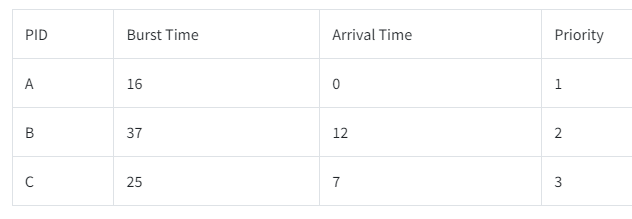 PID Burst Time Arrival Time Priority
A 16 0 1
B 37 12 2
C 25 7 3